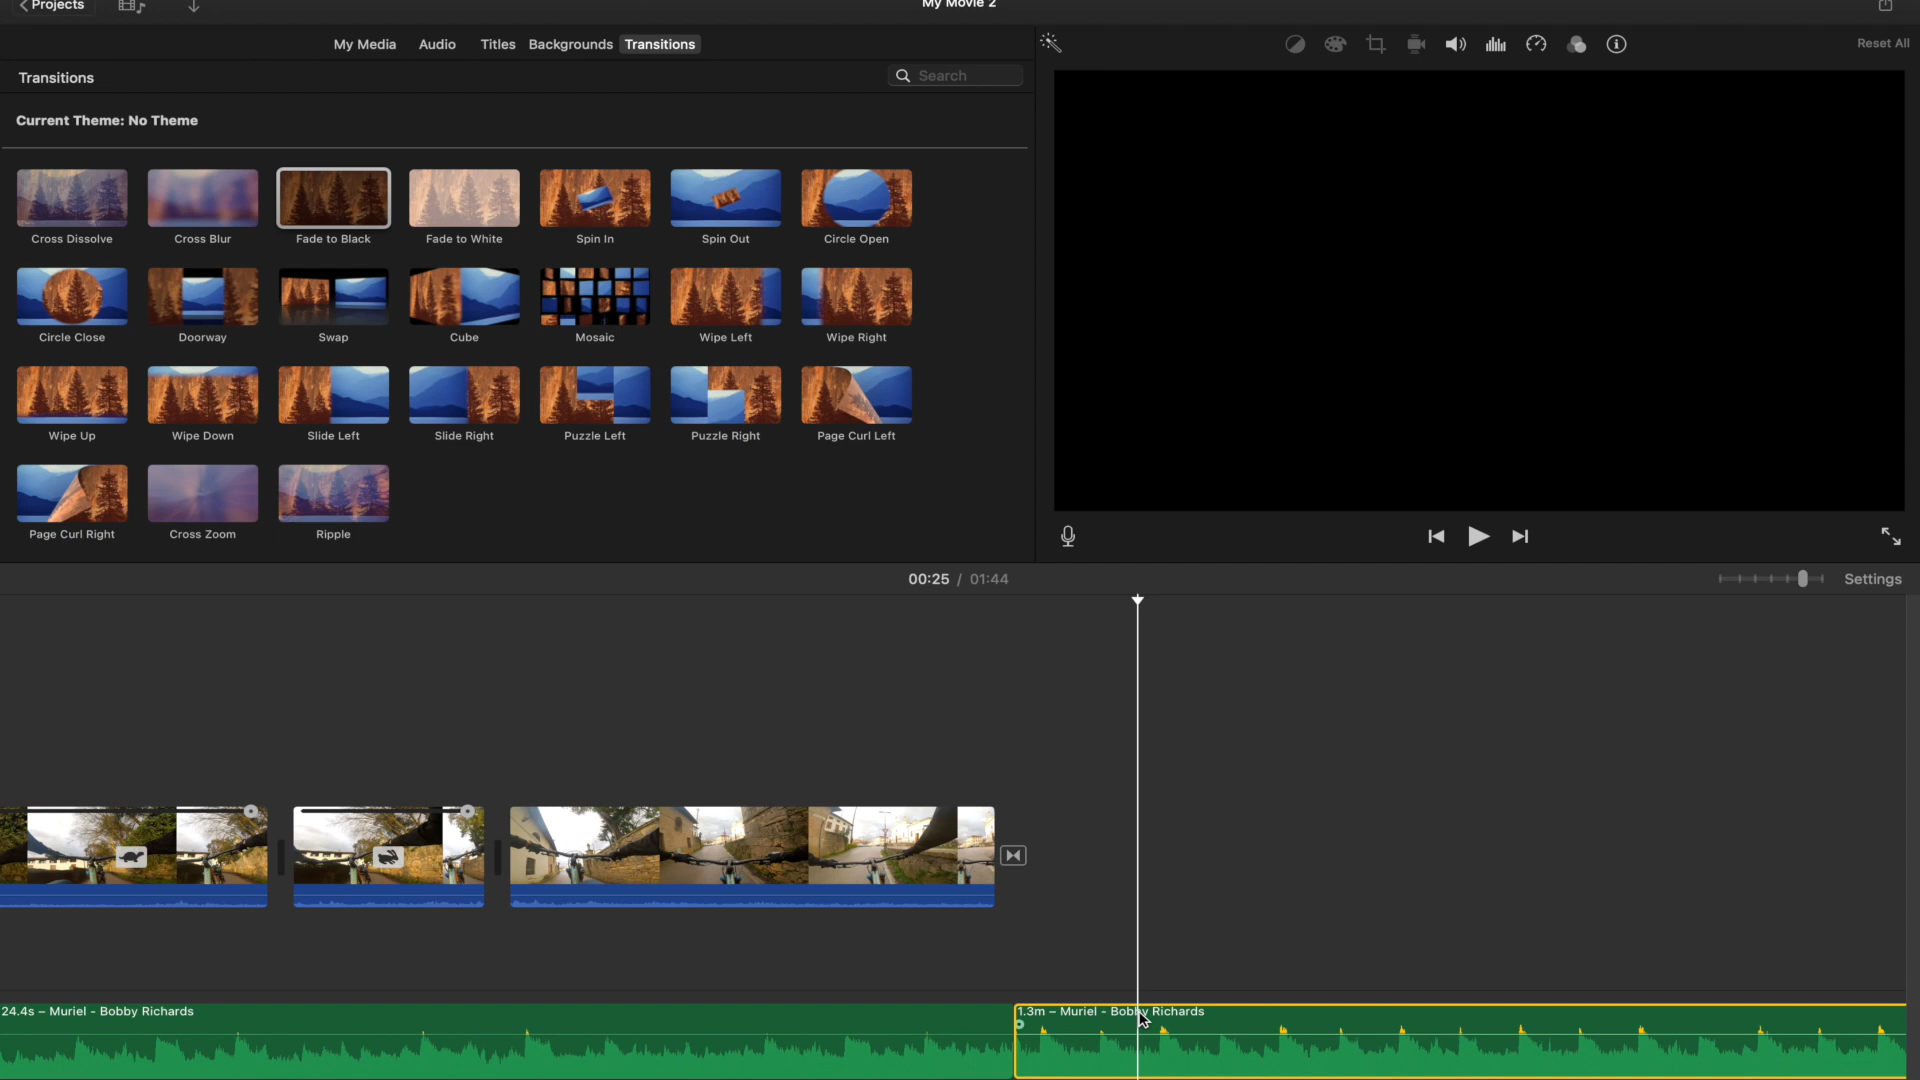 Projects
My Movie 2
My Media Audio Titles Backgrounds Transitions
Reset All
Transitions
Search
Current Theme: No Theme
Cross Dissolve Cross Blur Fade to Black Fade to White Spin In Spin Out Circle Open
Circle Close Doorway Swap Cube Mosaic Wipe Left Wipe Right
Wipe Up Wipe Down Slide Left Slide Right Puzzle Left Puzzle Right Page Curl Left
Page Curl Right Cross Zoom Ripple
00:25 / 01:44
Settings
24.4s – Muriel - Bobby Richards
1.3m – Muriel - Bobby Richards